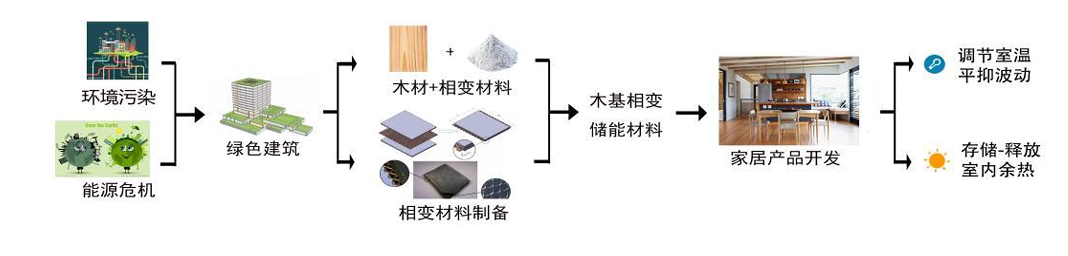 环境污染
Save the Earth!
能源危机
绿色建筑
+
木材+相变材料
相变材料制备
木基相变
储能材料
家居产品开发
调节室温
平抑波动
存储-释放
室内余热